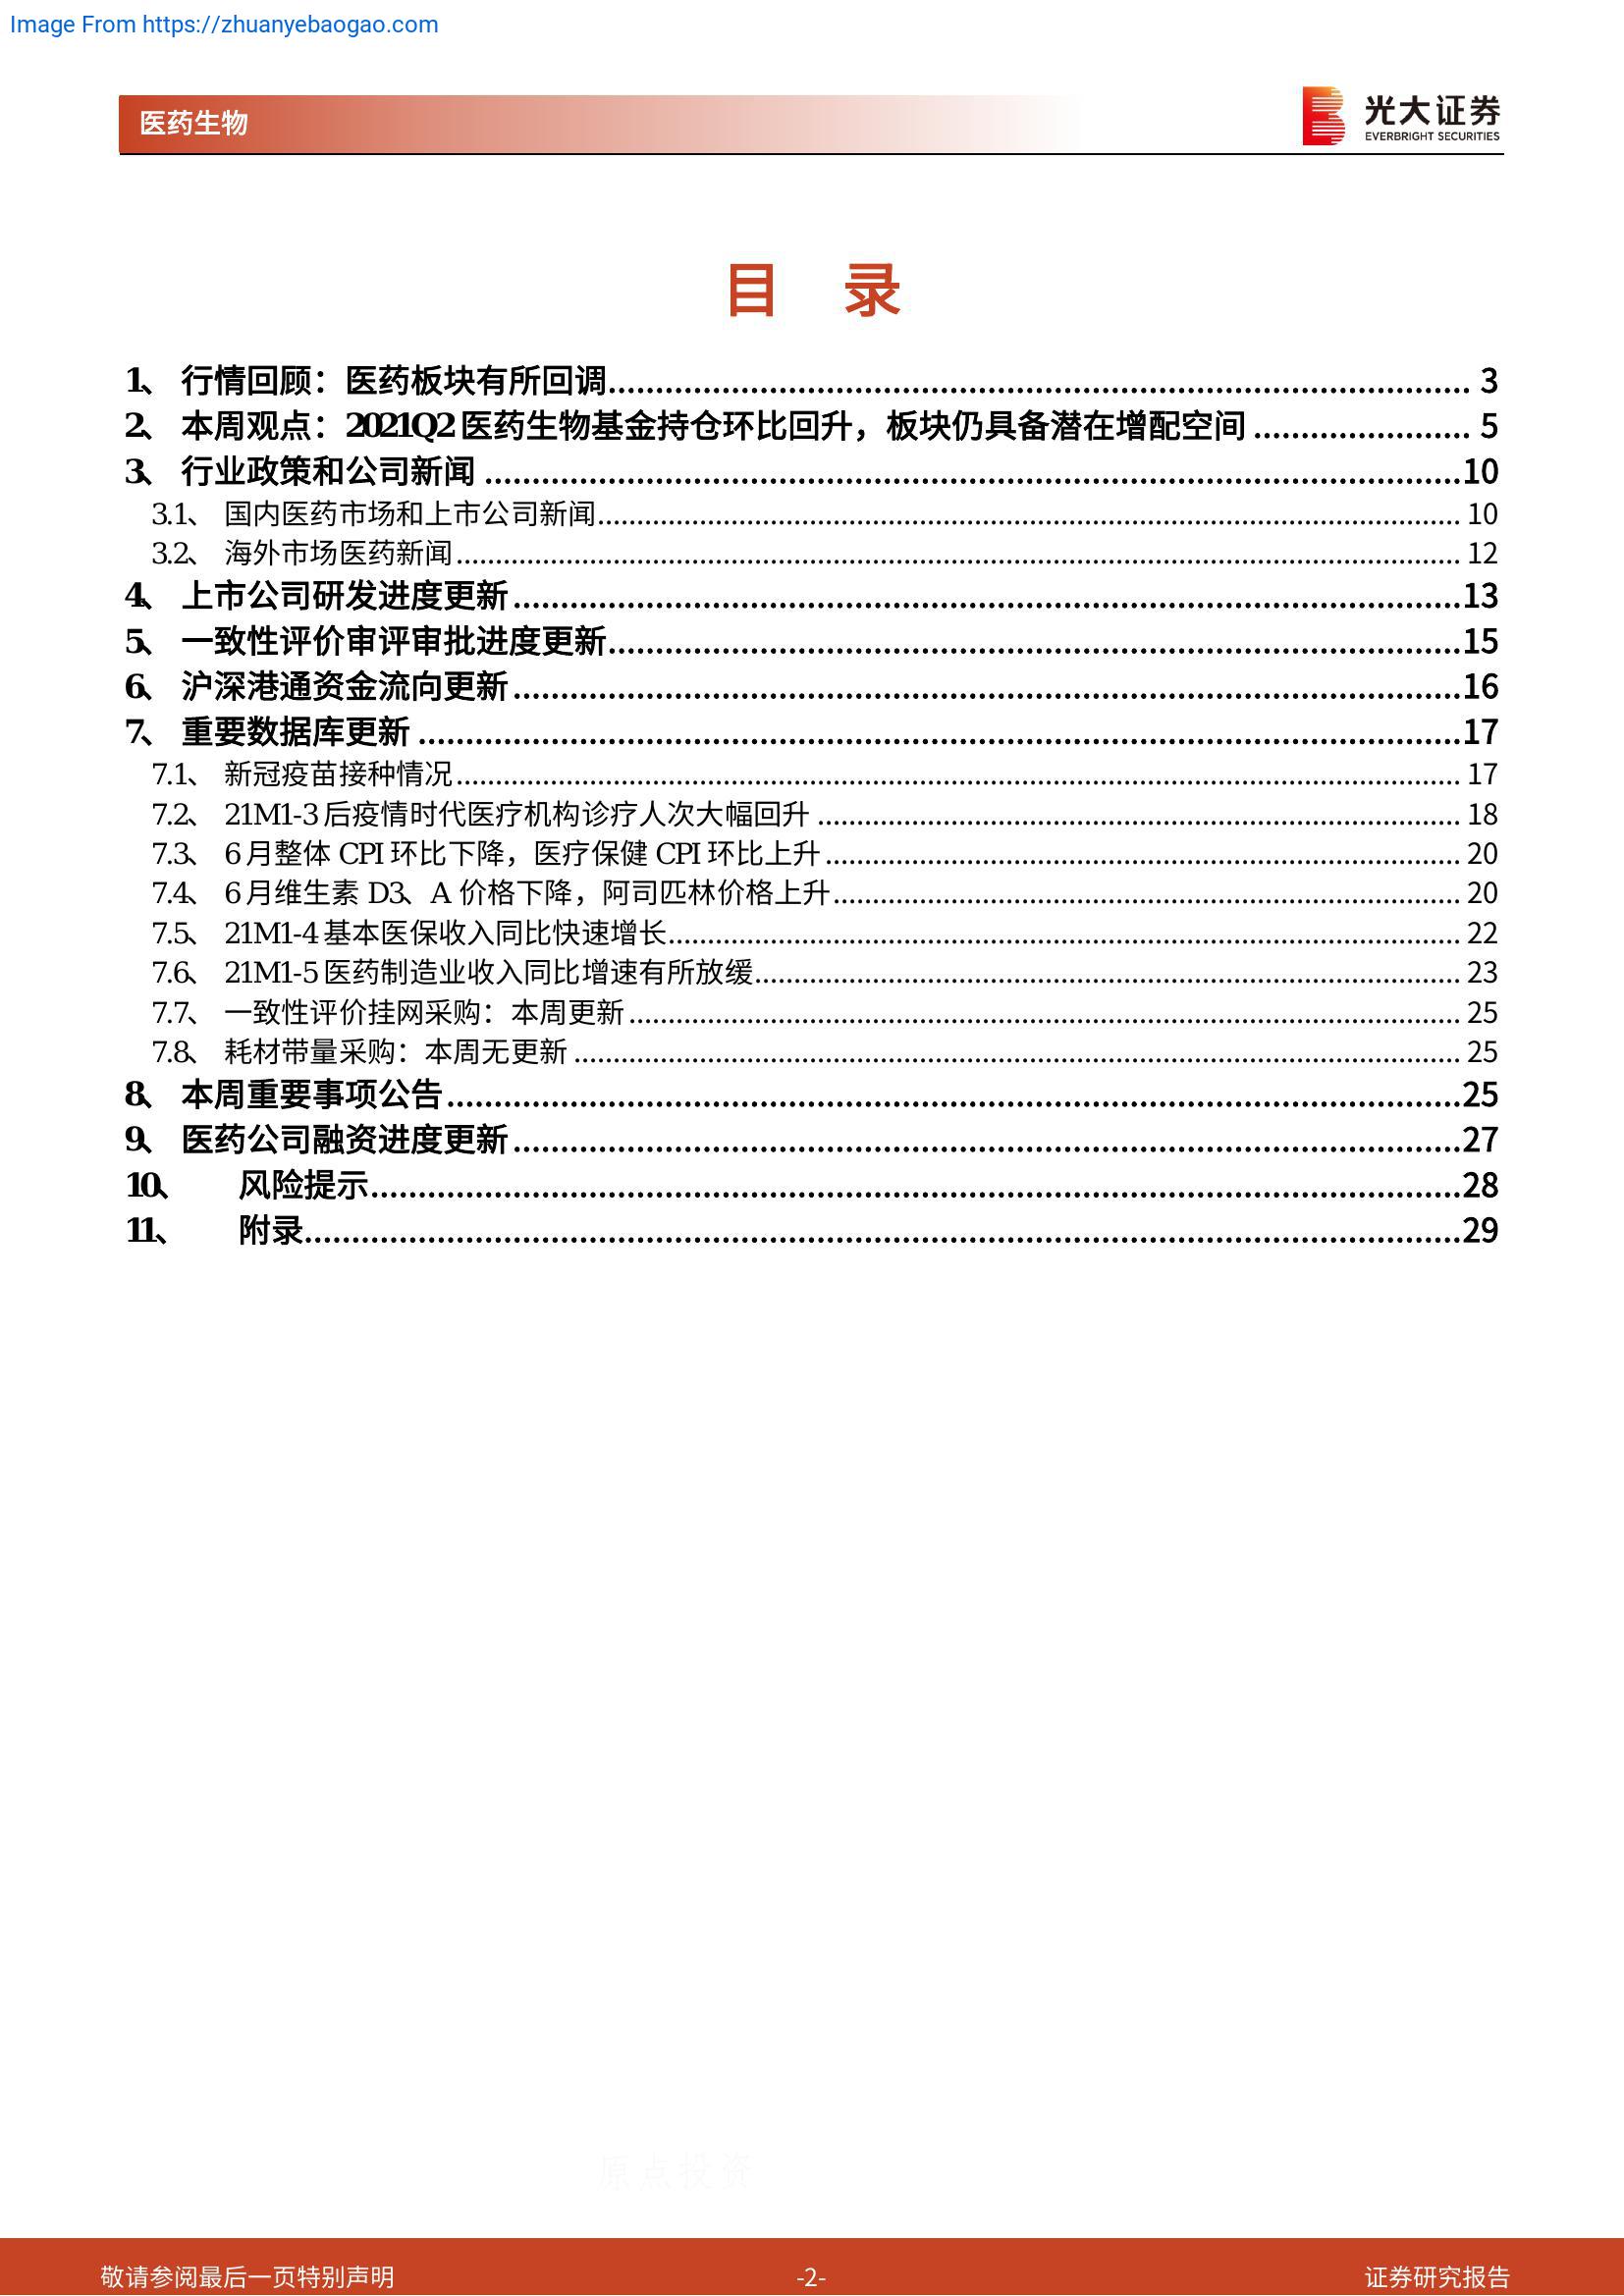 Image From https://zhuanyebaogao.com
医药生物
光大证券
EVERBRIGHT SECURITIES
目 录
1、 行情回顾：医药板块有所回调 3
2、 本周观点：2021Q2 医药生物基金持仓环比回升，板块仍具备潜在增配空间 5
3、 行业政策和公司新闻 10
3.1、 国内医药市场和上市公司新闻 10
3.2、 海外市场医药新闻 12
4、 上市公司研发进度更新 13
5、 一致性评价审评审批进度更新 15
6、 沪深港通资金流向更新 16
7、 重要数据库更新 17
7.1、 新冠疫苗接种情况 17
7.2、 21M1-3 后疫情时代医疗机构诊疗人次大幅回升 18
7.3、 6 月整体 CPI 环比下降，医疗保健 CPI 环比上升 20
7.4、 6 月维生素 D3、A 价格下降，阿司匹林价格上升 20
7.5、 21M1-4 基本医保收入同比快速增长 22
7.6、 21M1-5 医药制造业收入同比增速有所放缓 23
7.7、 一致性评价挂网采购：本周更新 25
7.8、 耗材带量采购：本周无更新 25
8、 本周重要事项公告 25
9、 医药公司融资进度更新 27
10、 风险提示 28
11、 附录 29
原点投资
敬请参阅最后一页特别声明 -2- 证券研究报告